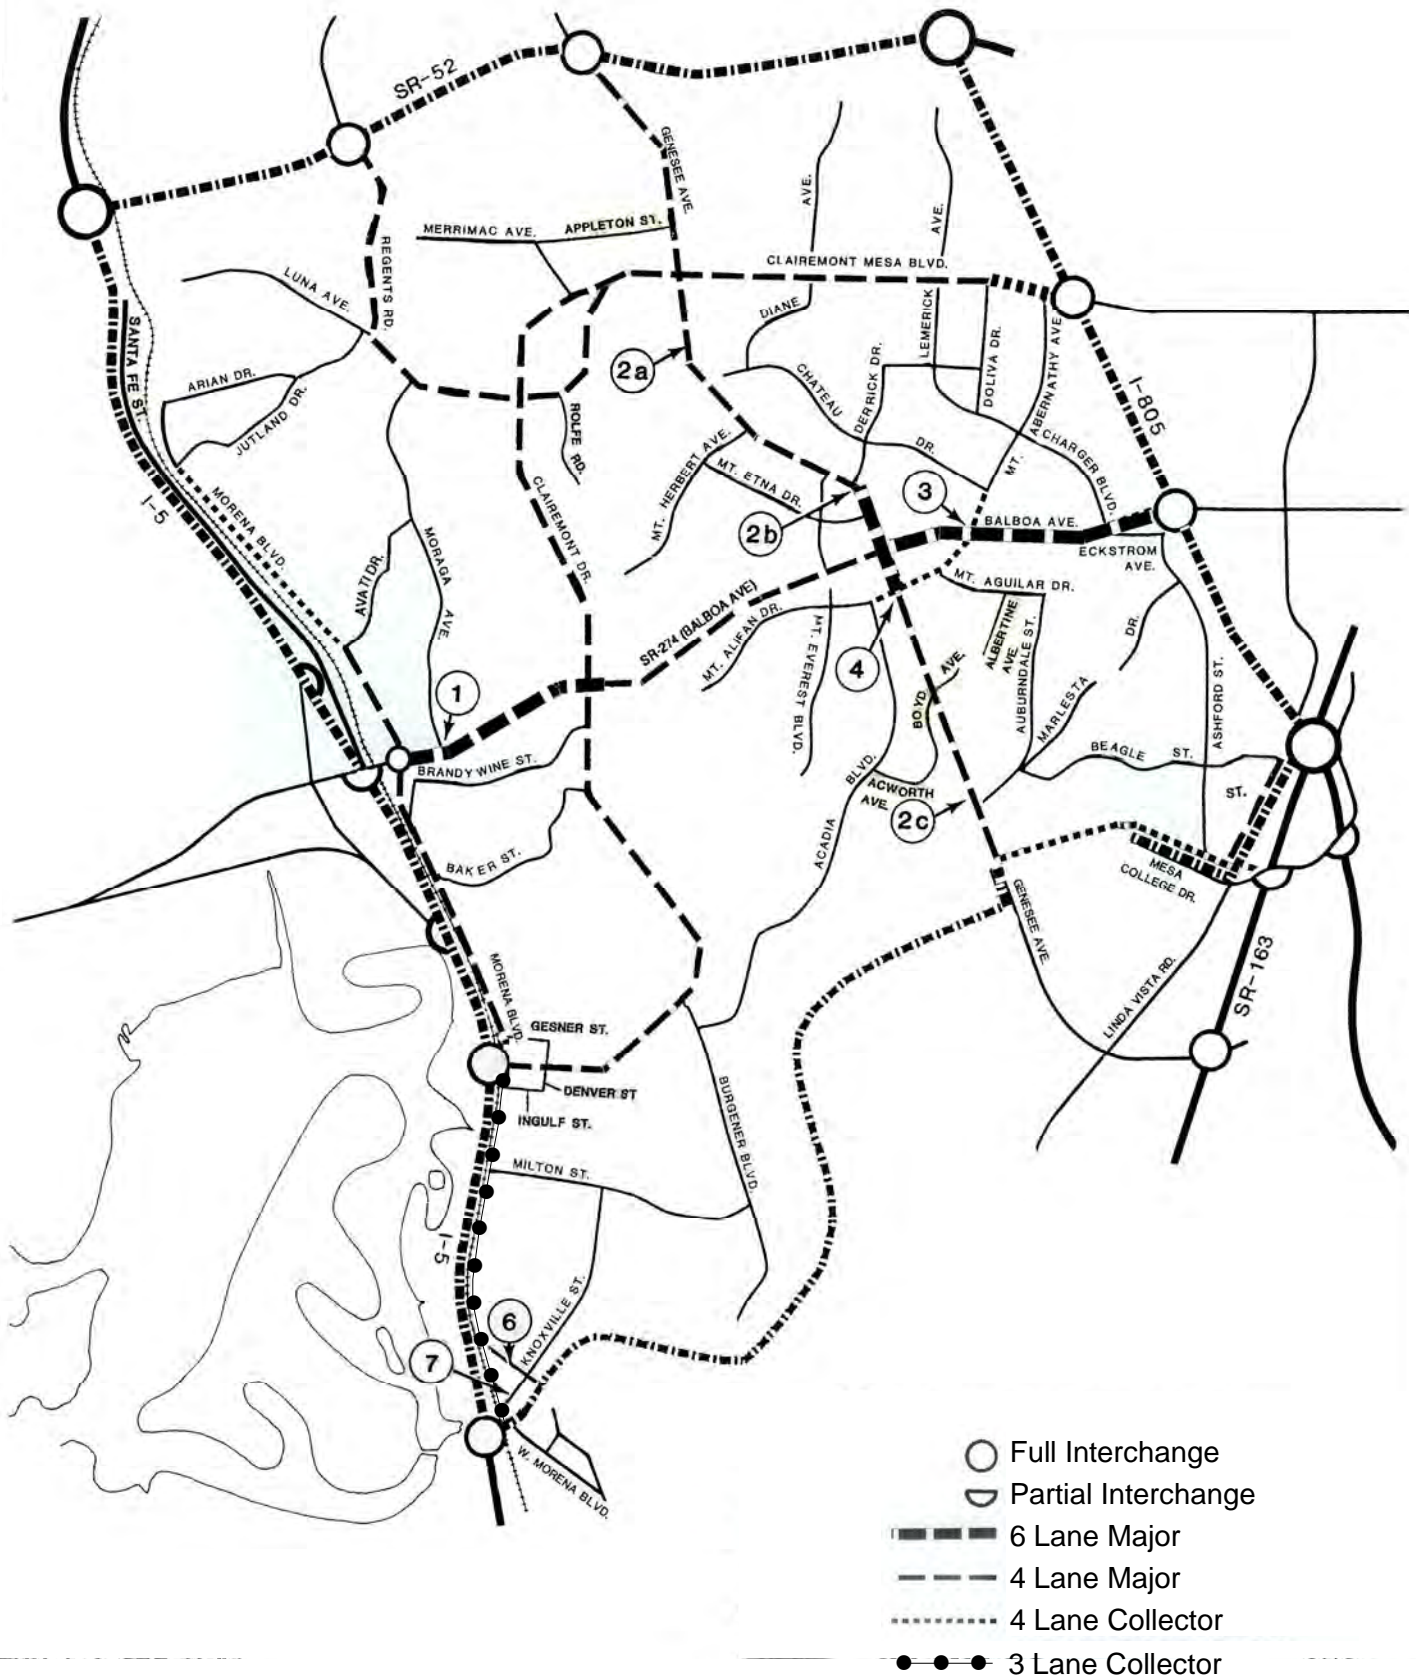 SR-52
GENESEE AVE.
MERRIMAC AVE.
APPLETON ST.
REGENTS RD.
LUNA AVE.
CLAIREMONT MESA BLVD.
AVE.
AVE.
DIANE
LEMERICK
DOLIVA DR.
MT. ABERNATHY AVE
SANTA FE ST.
ARIAN DR.
JUTLAND DR.
2a
CHATEAU
DR.
DERRICK DR.
I-805
ROLFE RD.
MT. HERBERT AVE.
MT. ETNA DR.
CHARGER BLVD.
I-5
MORENA BLVD.
CLAIREMONT DR.
2b
3
BALBOA AVE.
ECKSTROM
AVE.
AVATI DR.
MORAGA AVE.
SR-274 (BALBOA AVE)
MT. ALIFAN DR.
MT. EVEREST BLVD.
MT. AGUILAR DR.
ALBERTINE
AVE.
AUBURNDALE ST.
DR.
MARLESTA
ASHFORD ST.
4
BOYD
AVE.
1
BRANDYWINE ST.
BEAGLE ST.
ST.
ACWORTH
AVE.
2c
ACADIA
BLVD.
BAKER ST.
MESA
COLLEGE DR.
GENESEE AVE.
LINDA VISTA RD.
SR-163
MORENA BLVD.
GESNER ST.
DENVER ST
INGULF ST.
BURGENER BLVD.
MILTON ST.
I-5
KNOXVILLE ST.
6
7
W. MORENA BLVD.
Full Interchange
Partial Interchange
6 Lane Major
4 Lane Major
4 Lane Collector
3 Lane Collector